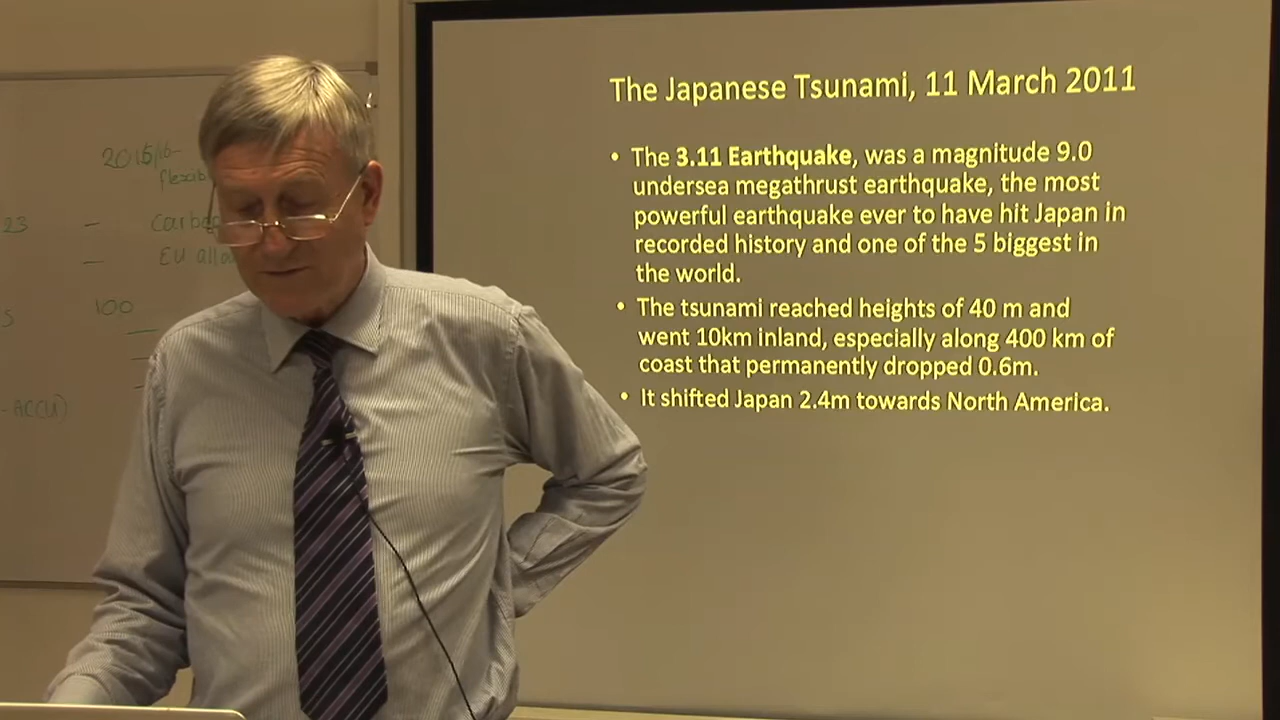 The Japanese Tsunami, 11 March 2011
• The 3.11 Earthquake, was a magnitude 9.0
undersea megathrust earthquake, the most
powerful earthquake ever to have hit Japan in
recorded history and one of the 5 biggest in
the world.
• The tsunami reached heights of 40 m and
went 10km inland, especially along 400 km of
coast that permanently dropped 0.6m.
• It shifted Japan 2.4m towards North America.
23 —
— EU
100
- ACCU)